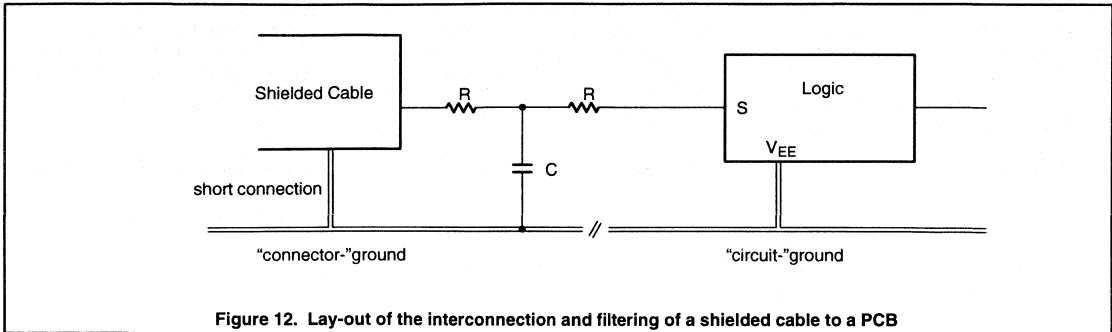 Shielded Cable
R
R
Logic
S
VEE
C
short connection
//
“connector-”ground
“circuit-”ground
Figure 12. Lay-out of the interconnection and filtering of a shielded cable to a PCB